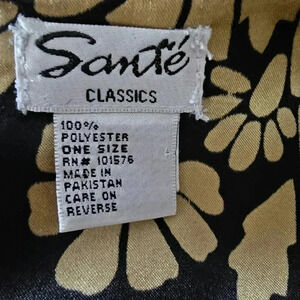 Santé
CLASSICS
100%
POLYESTER
ONE SIZE
RN# 101576
MADE IN
PAKISTAN
CARE ON
REVERSE